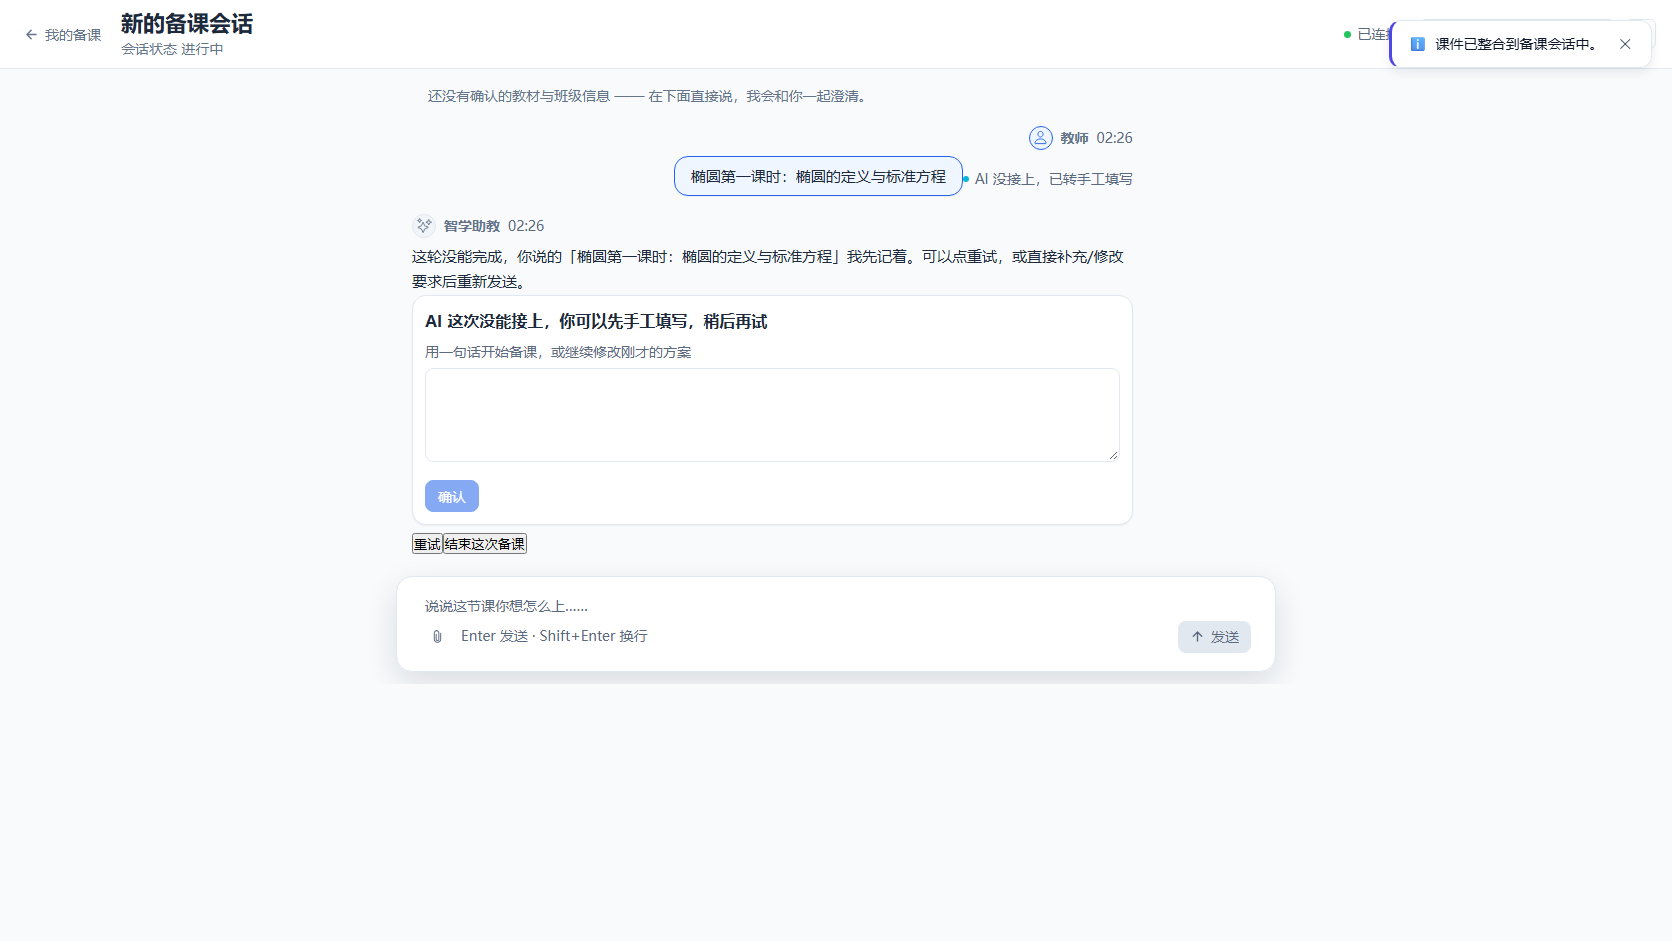 我的备课
新的备课会话
会话状态 进行中
已连
课件已整合到备课会话中。
还没有确认的教材与班级信息 —— 在下面直接说，我会和你一起澄清。
教师 02:26
椭圆第一课时：椭圆的定义与标准方程
AI 没接上，已转手工填写
智学助教 02:26
这轮没能完成，你说的「椭圆第一课时：椭圆的定义与标准方程」我先记着。可以点重试，或直接补充/修改
要求后重新发送。
AI 这次没能接上，你可以先手工填写，稍后再试
用一句话开始备课，或继续修改刚才的方案
确认
重试 结束这次备课
说说这节课你想怎么上......
Enter 发送 · Shift+Enter 换行
发送